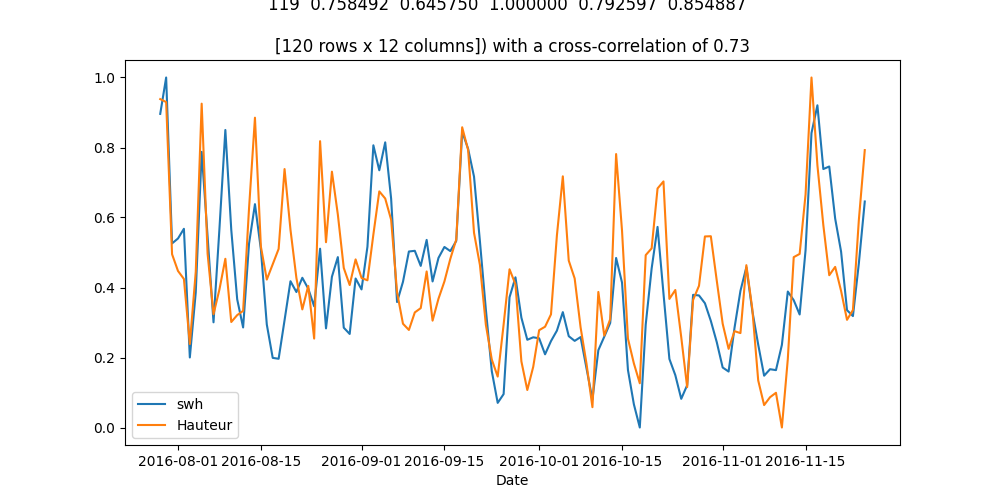 119 0.758492 0.645750 1.000000 0.792597 0.854887
[120 rows x 12 columns]) with a cross-correlation of 0.73
1.0
0.8
0.6
0.4
0.2
0.0
swh
Hauteur
2016-08-01 2016-08-15 2016-09-01 2016-09-15 2016-10-01 2016-10-15 2016-11-01 2016-11-15
Date